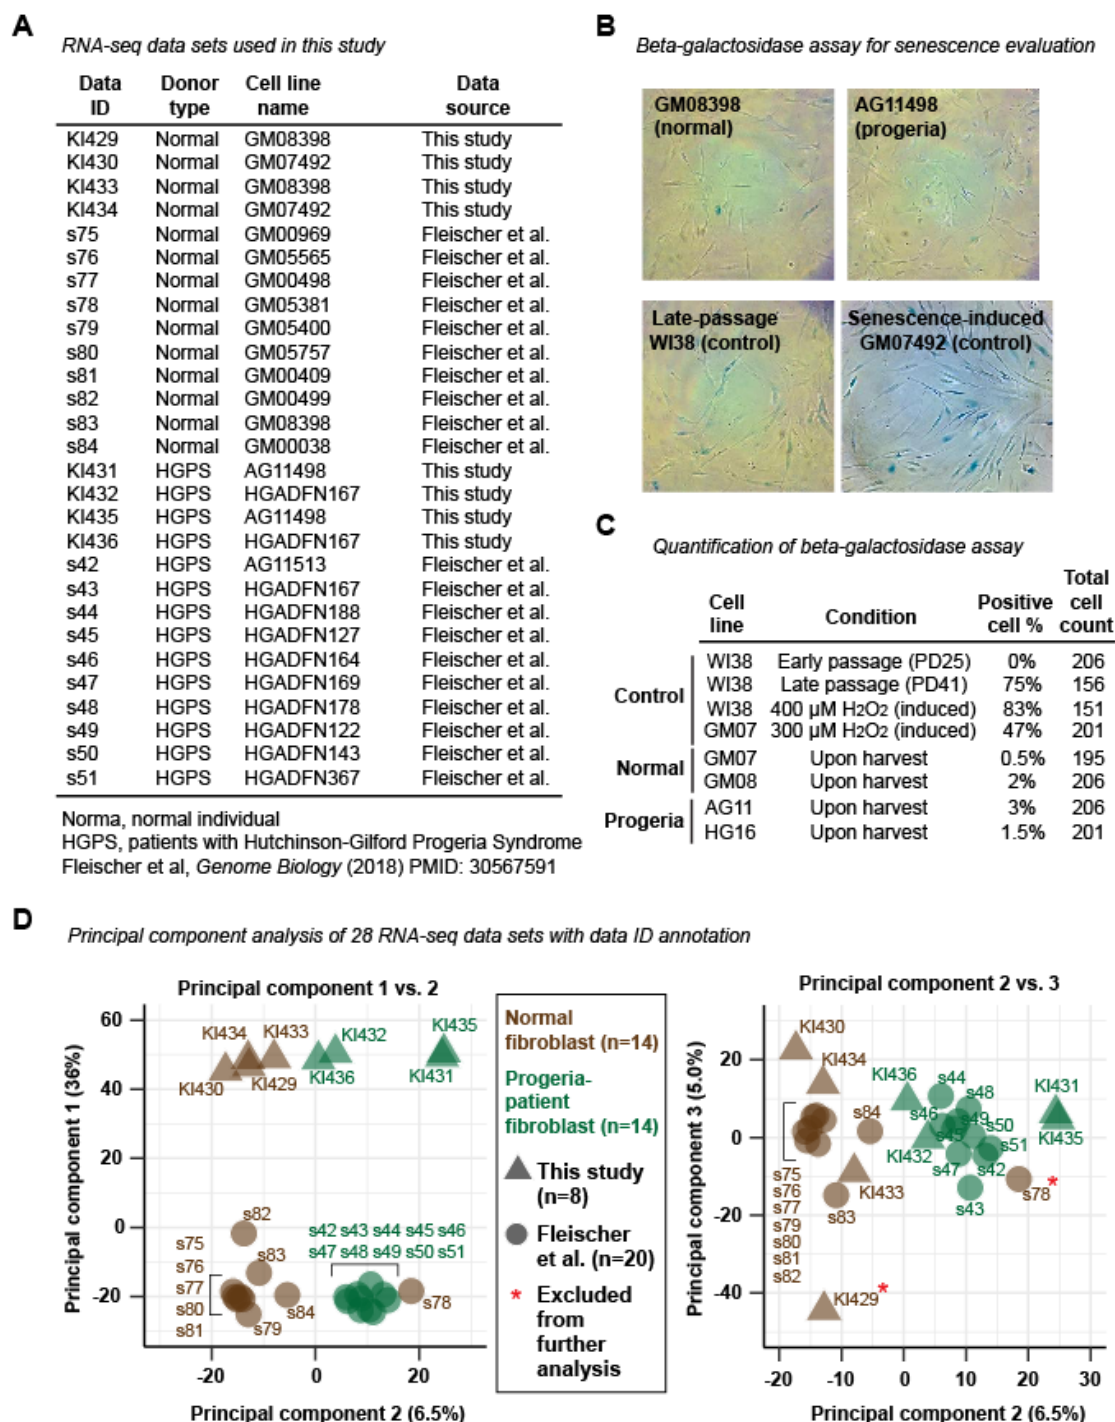 A
RNA-seq data sets used in this study
Data ID Donor type Cell line name Data source
KI429 Normal GM08398 This study
KI430 Normal GM07492 This study
KI433 Normal GM08398 This study
KI434 Normal GM07492 This study
s75 Normal GM00969 Fleischer et al.
s76 Normal GM05565 Fleischer et al.
s77 Normal GM00498 Fleischer et al.
s78 Normal GM05381 Fleischer et al.
s79 Normal GM05400 Fleischer et al.
s80 Normal GM05757 Fleischer et al.
s81 Normal GM00409 Fleischer et al.
s82 Normal GM00499 Fleischer et al.
s83 Normal GM08398 Fleischer et al.
s84 Normal GM00038 Fleischer et al.
KI431 HGPS AG11498 This study
KI432 HGPS HGADFN167 This study
KI435 HGPS AG11498 This study
KI436 HGPS HGADFN167 This study
s42 HGPS AG11513 Fleischer et al.
s43 HGPS HGADFN167 Fleischer et al.
s44 HGPS HGADFN188 Fleischer et al.
s45 HGPS HGADFN127 Fleischer et al.
s46 HGPS HGADFN164 Fleischer et al.
s47 HGPS HGADFN169 Fleischer et al.
s48 HGPS HGADFN178 Fleischer et al.
s49 HGPS HGADFN122 Fleischer et al.
s50 HGPS HGADFN143 Fleischer et al.
s51 HGPS HGADFN367 Fleischer et al.
Norma, normal individual
HGPS, patients with Hutchinson-Gilford Progeria Syndrome
Fleischer et al, Genome Biology (2018) PMID: 30567591
B
Beta-galactosidase assay for senescence evaluation
GM08398
(normal)
AG11498
(progeria)
Late-passage
WI38 (control)
Senescence-induced
GM07492 (control)
C
Quantification of beta-galactosidase assay
Cell line Condition Positive cell % Total cell count
Control
WI38 Early passage (PD25) 0% 206
WI38 Late passage (PD41) 75% 156
WI38 400 µM H2O2 (induced) 83% 151
GM07 300 µM H2O2 (induced) 47% 201
Normal
GM07 Upon harvest 0.5% 195
GM08 Upon harvest 2% 206
Progeria
AG11 Upon harvest 3% 206
HG16 Upon harvest 1.5% 201
D
Principal component analysis of 28 RNA-seq data sets with data ID annotation
Principal component 1 vs. 2
Principal component 1 (36%)
60
40
20
0
-20
KI434
KI433
KI432
KI435
KI430
KI429
KI436
KI431
s82
s75
s76
s77
s80
s81
s83
s79
s84
s42 s43 s44 s45 s46
s47 s48 s49 s50 s51
s78
-20 0 20
Principal component 2 (6.5%)
Normal
fibroblast (n=14)
Progeria-
patient
fibroblast (n=14)
This study
(n=8)
Fleischer
et al. (n=20)
* Excluded
from
further
analysis
Principal component 2 vs. 3
Principal component 3 (5.0%)
20
0
-20
-40
KI430
KI434
KI436
s44
s48
KI431
s46
s49
s84
s45
s50
KI435
s51
KI432
s47
s42
s75
s76
s77
s79
s80
s81
s82
KI433
s78
*
s83
s43
*
KI429
-20 -10 0 10 20 30
Principal component 2 (6.5%)